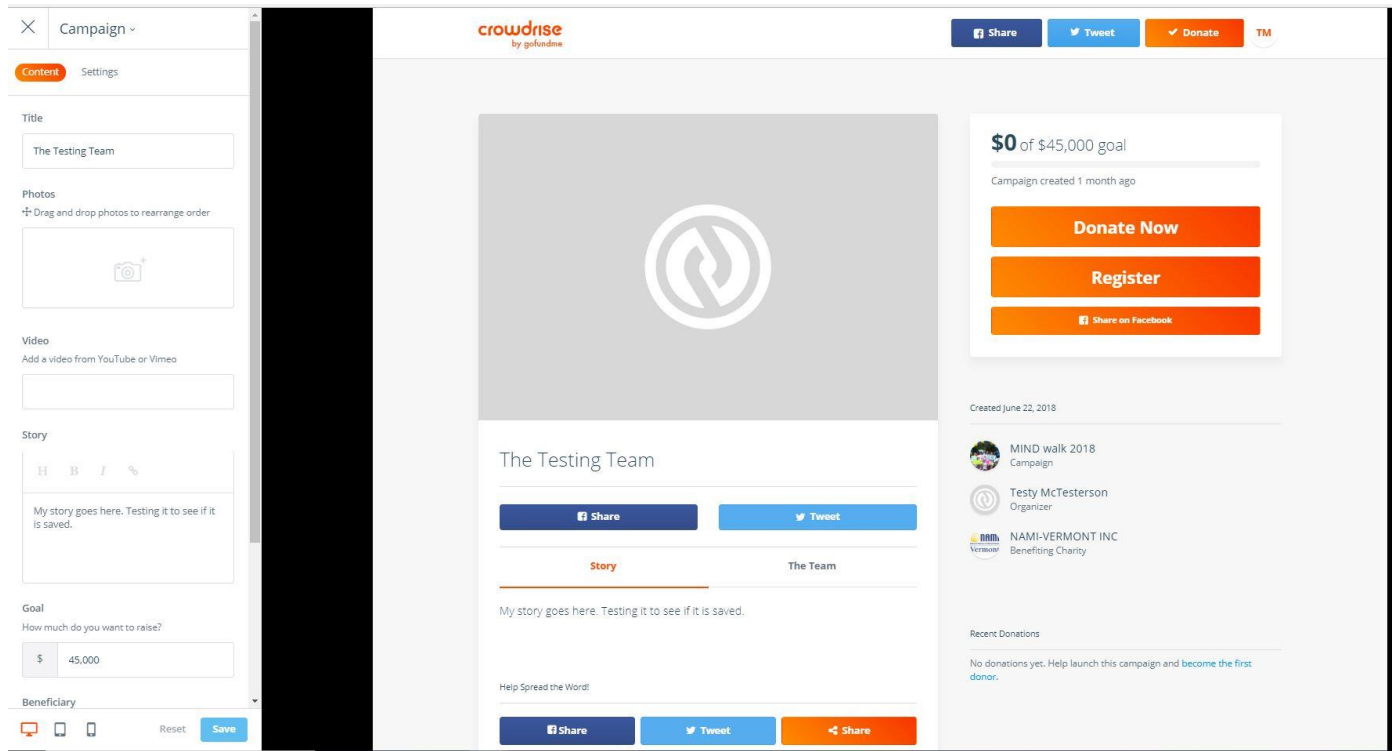 Campaign
Content Settings
Title
The Testing Team
Photos
Drag and drop photos to rearrange order
Video
Add a video from YouTube or Vimeo
Story
H B I
My story goes here. Testing it to see if it
is saved.
Goal
How much do you want to raise?
$ 45,000
Beneficiary
Reset Save
crowdrise
by gofundme
Share Tweet Donate TM
The Testing Team
Share Tweet
Story The Team
My story goes here. Testing it to see if it is saved.
Help Spread the Word!
Share Tweet Share
$0 of $45,000 goal
Campaign created 1 month ago
Donate Now
Register
Share on Facebook
Created June 22, 2018
MIND walk 2018
Campaign
Testy McTesterson
Organizer
NAMI-VERMONT INC
Benefiting Charity
nami
Vermont
Recent Donations
No donations yet. Help launch this campaign and become the first
donor.